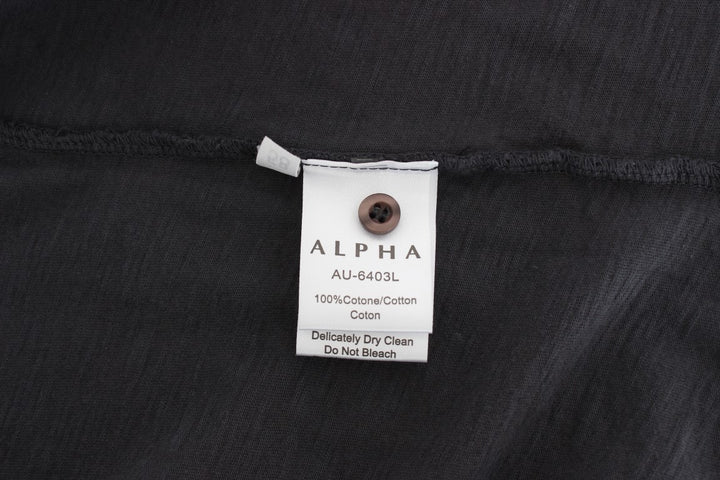 ALPHA
AU-6403L
100%Cotone/Cotton
Coton
Delicately Dry Clean
Do Not Bleach